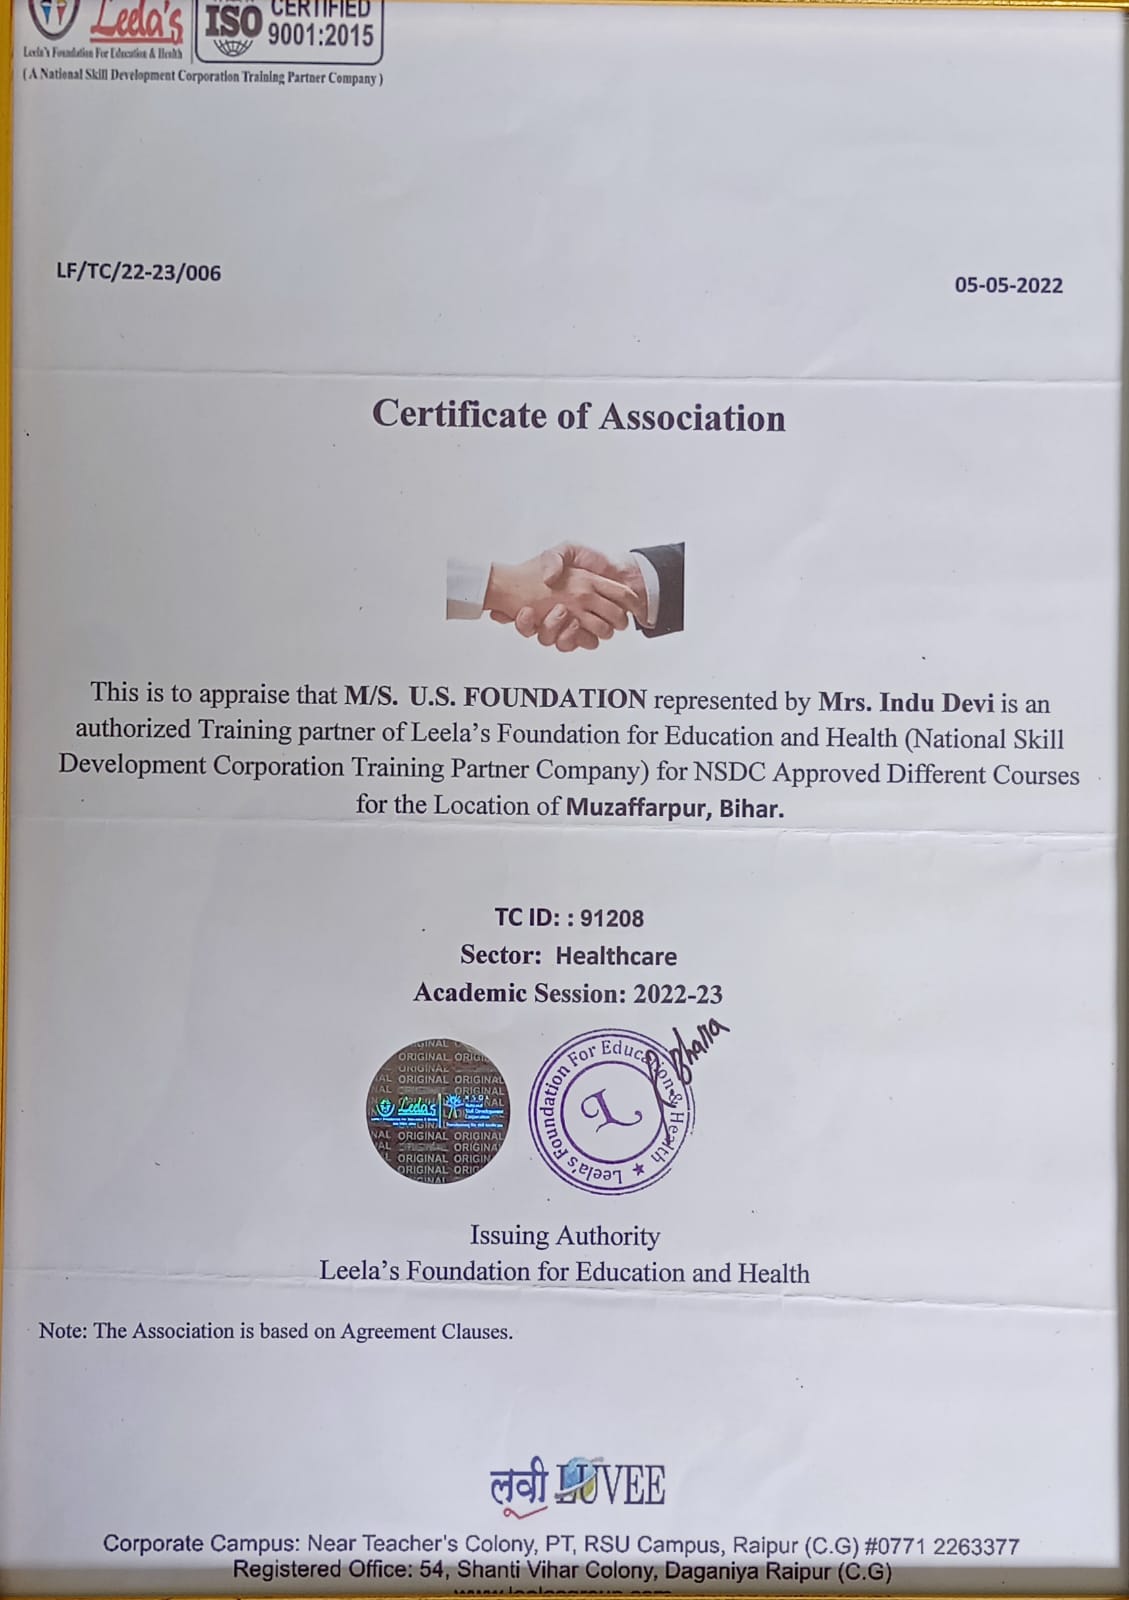 Leela's
Leela's Foundation For Education & Health
ISO CERTIFIED
9001:2015
(A National Skill Development Corporation Training Partner Company)
LF/TC/22-23/006
05-05-2022
Certificate of Association
This is to appraise that M/S. U.S. FOUNDATION represented by Mrs. Indu Devi is an
authorized Training partner of Leela's Foundation for Education and Health (National Skill
Development Corporation Training Partner Company) for NSDC Approved Different Courses
for the Location of Muzaffarpur, Bihar.
TC ID: : 91208
Sector: Healthcare
Academic Session: 2022-23
ORIGINAL ORIGINAL
Leela's
Leela's Foundation For Education & Health
L
Issuing Authority
Leela's Foundation for Education and Health
Note: The Association is based on Agreement Clauses.
लूवी LUVEE
Corporate Campus: Near Teacher's Colony, PT, RSU Campus, Raipur (C.G) #0771 2263377
Registered Office: 54, Shanti Vihar Colony, Daganiya Raipur (C.G)